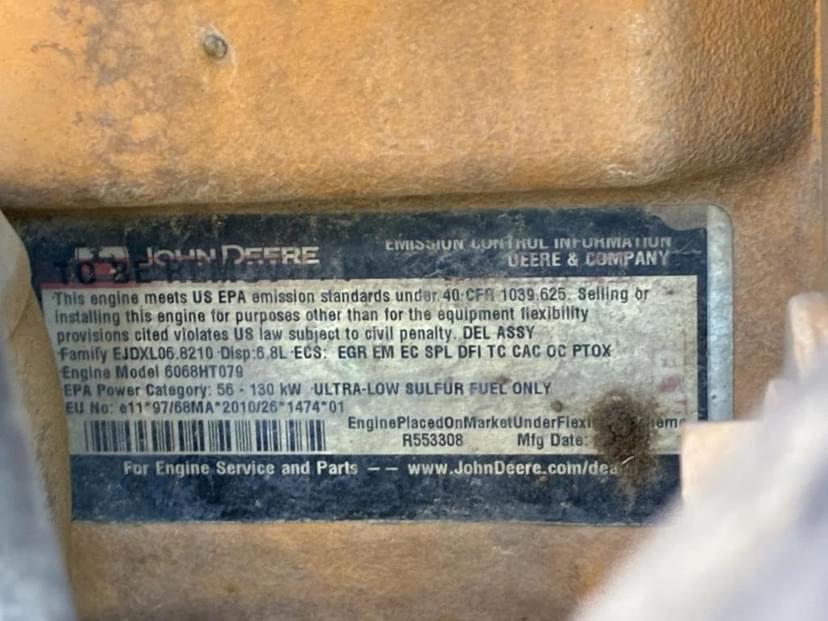 JOHN DEERE
EMISSION CONTROL INFORMATION
DEERE & COMPANY
TO BE
This engine meets US EPA emission standards under 40 CFR 1039.625. Selling or
installing this engine for purposes other than for the equipment flexibility
provisions cited violates US law subject to civil penalty. DEL ASSY
Family EJDXL06.8210 Disp:6.8L ECS: EGR EM EC SPL DFI TC CAC OC PTOX
Engine Model 6068HT079
EPA Power Category: 56 - 130 kW ULTRA-LOW SULFUR FUEL ONLY
EU No: e11*97/68MA*2010/26*1474*01
EnginePlacedOnMarketUnderFlexi
R553308 Mfg Date:
For Engine Service and Parts -- www.JohnDeere.com/dea